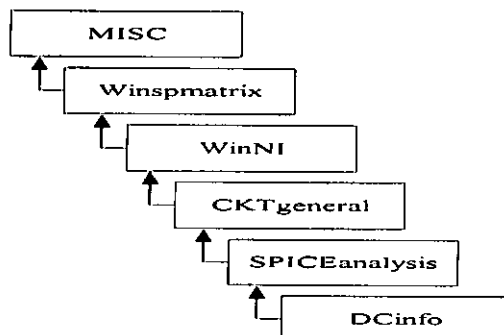 MISC
Winspmatrix
WinNI
CKTgeneral
SPICEanalysis
DCinfo